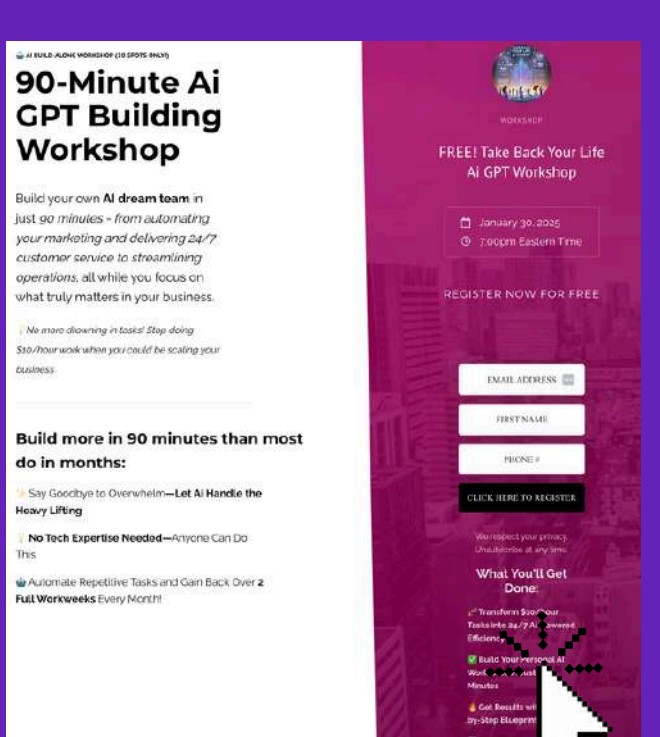 AI BUILD-ALONG WORKSHOP (30 SPOTS ONLY!)
90-Minute Ai
GPT Building
Workshop
Build your own AI dream team in
just 90 minutes - from automating
your marketing and delivering 24/7
customer service to streamlining
operations, all while you focus on
what truly matters in your business.
No more drowning in tasks! Stop doing
$10/hour work when you could be scaling your
business
Build more in 90 minutes than most
do in months:
Say Goodbye to Overwhelm—Let Ai Handle the
Heavy Lifting
No Tech Expertise Needed—Anyone Can Do
This
Automate Repetitive Tasks and Gain Back Over 2
Full Workweeks Every Month!
WORKSHOP
FREE! Take Back Your Life
Ai GPT Workshop
January 30, 2025
7:00pm Eastern Time
REGISTER NOW FOR FREE
EMAIL ADDRESS
FIRST NAME
PHONE #
CLICK HERE TO REGISTER
We respect your privacy.
Unsubscribe at any time.
What You'll Get
Done:
Transform $10/hour
Tasks into 24/7 AI-Powered
Efficiency
Build Your Personal AI
Minutes
Get Results
by-Step Blueprint